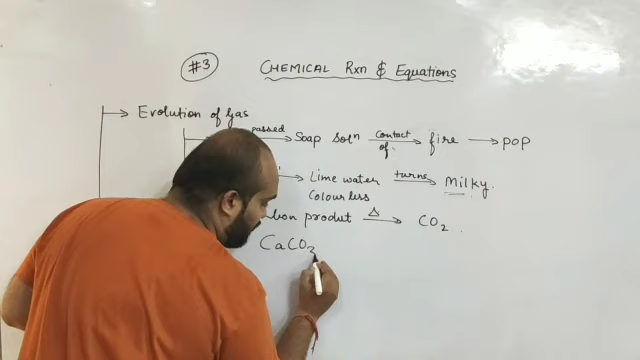 #3 CHEMICAL Rxn & Equations
Evolution of gas
passed Soap soln Contact of fire → POP
Lime water turns Milky.
Colourless
bon produt Δ → CO2
CaCO3